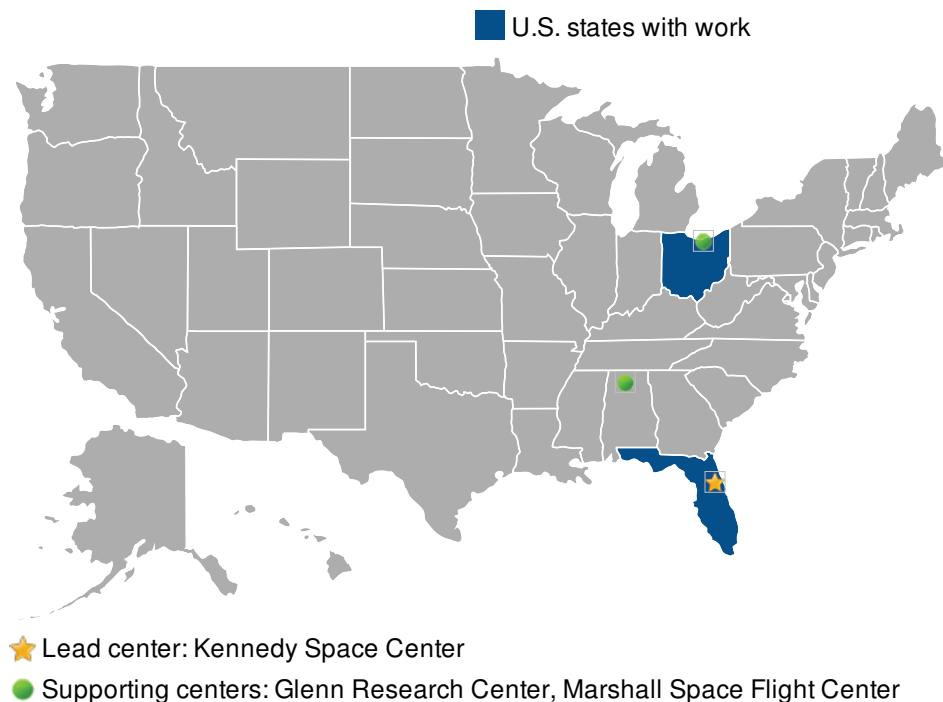 U.S. states with work
Lead center: Kennedy Space Center
Supporting centers: Glenn Research Center, Marshall Space Flight Center